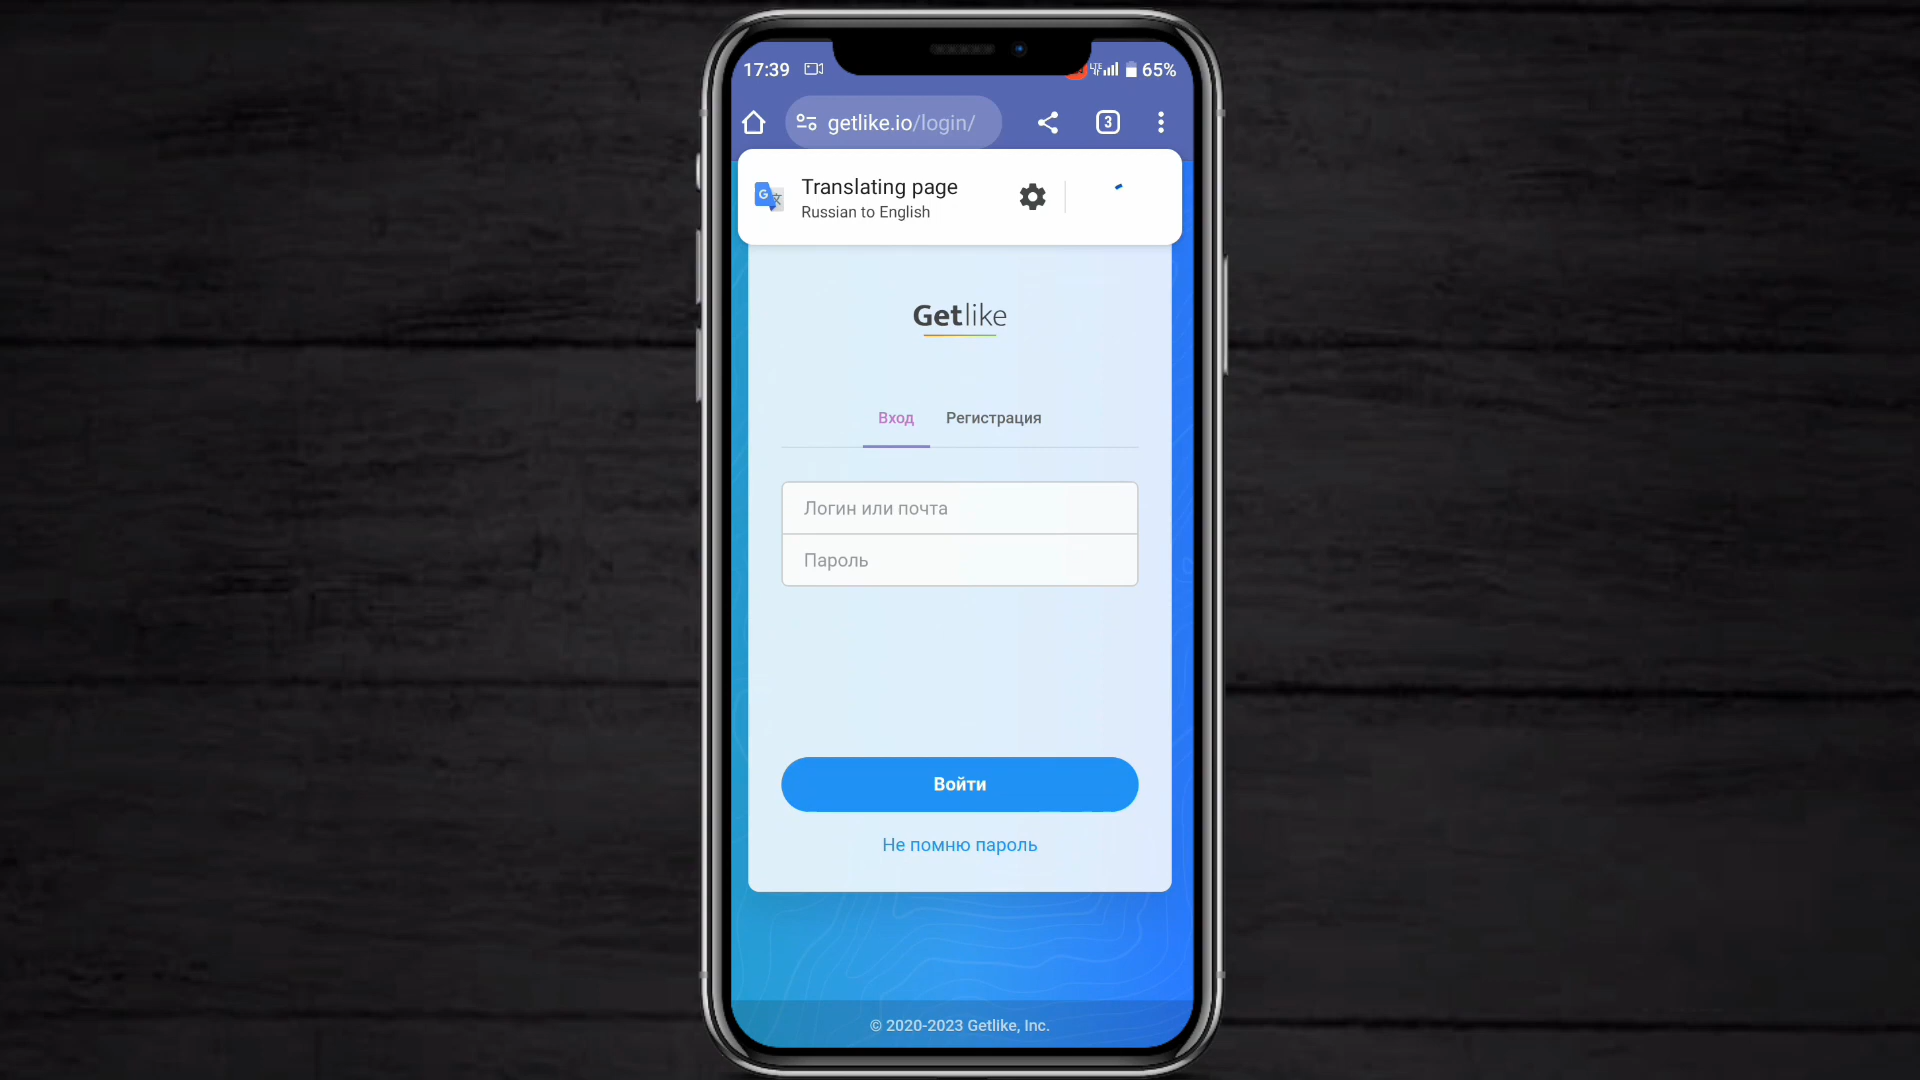 17:39
LTE 65%
getlike.io/login/
3
Translating page
Russian to English
Getlike
Вход Регистрация
Логин или почта
Пароль
Войти
Не помню пароль
© 2020-2023 Getlike, Inc.